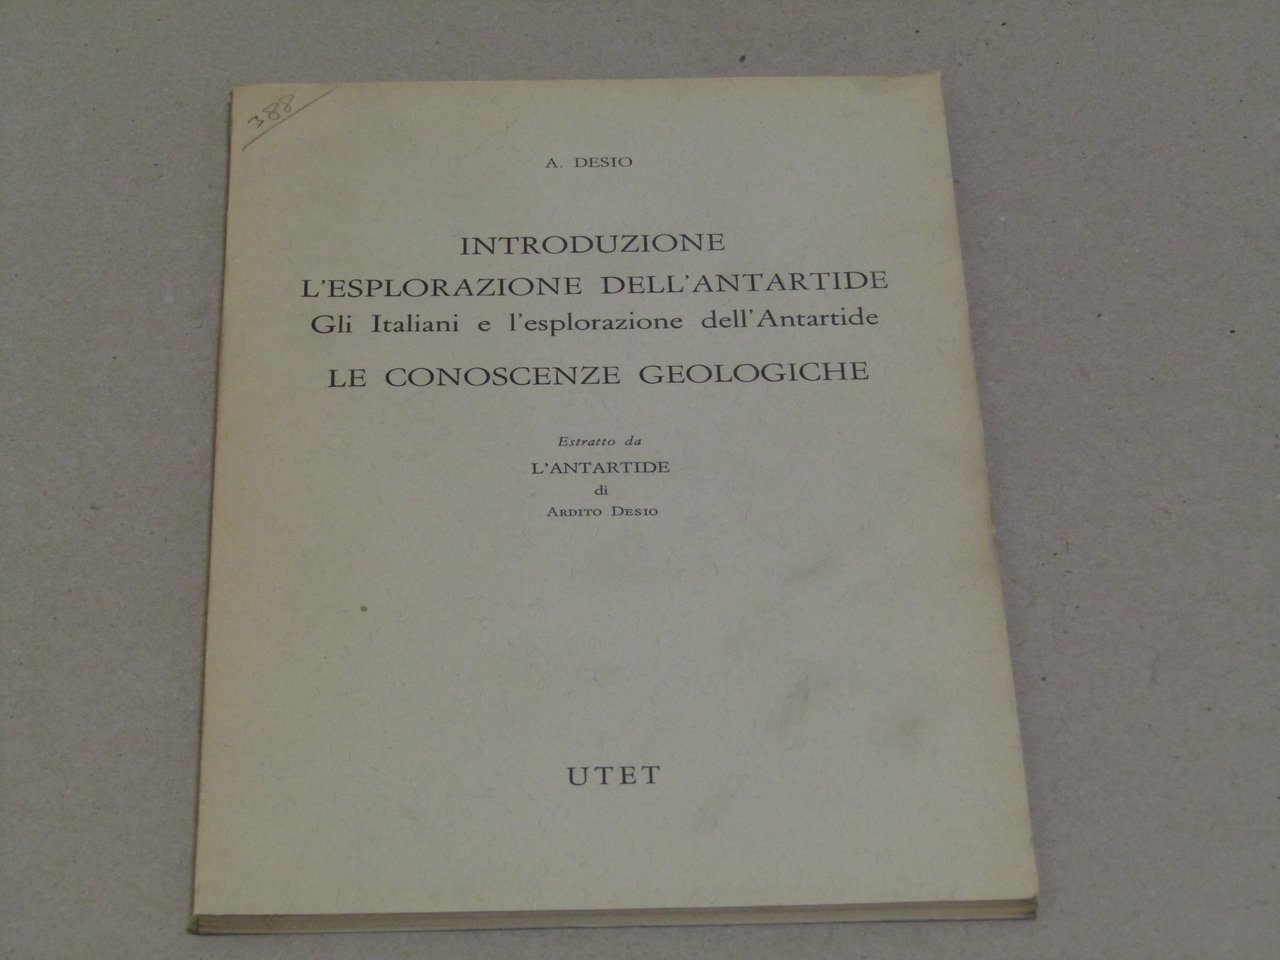 388
A. DESIO
INTRODUZIONE
L'ESPLORAZIONE DELL'ANTARTIDE
Gli Italiani e l'esplorazione dell'Antartide
LE CONOSCENZE GEOLOGICHE
Estratto da
L'ANTARTIDE
di
ARDITO DESIO
UTET